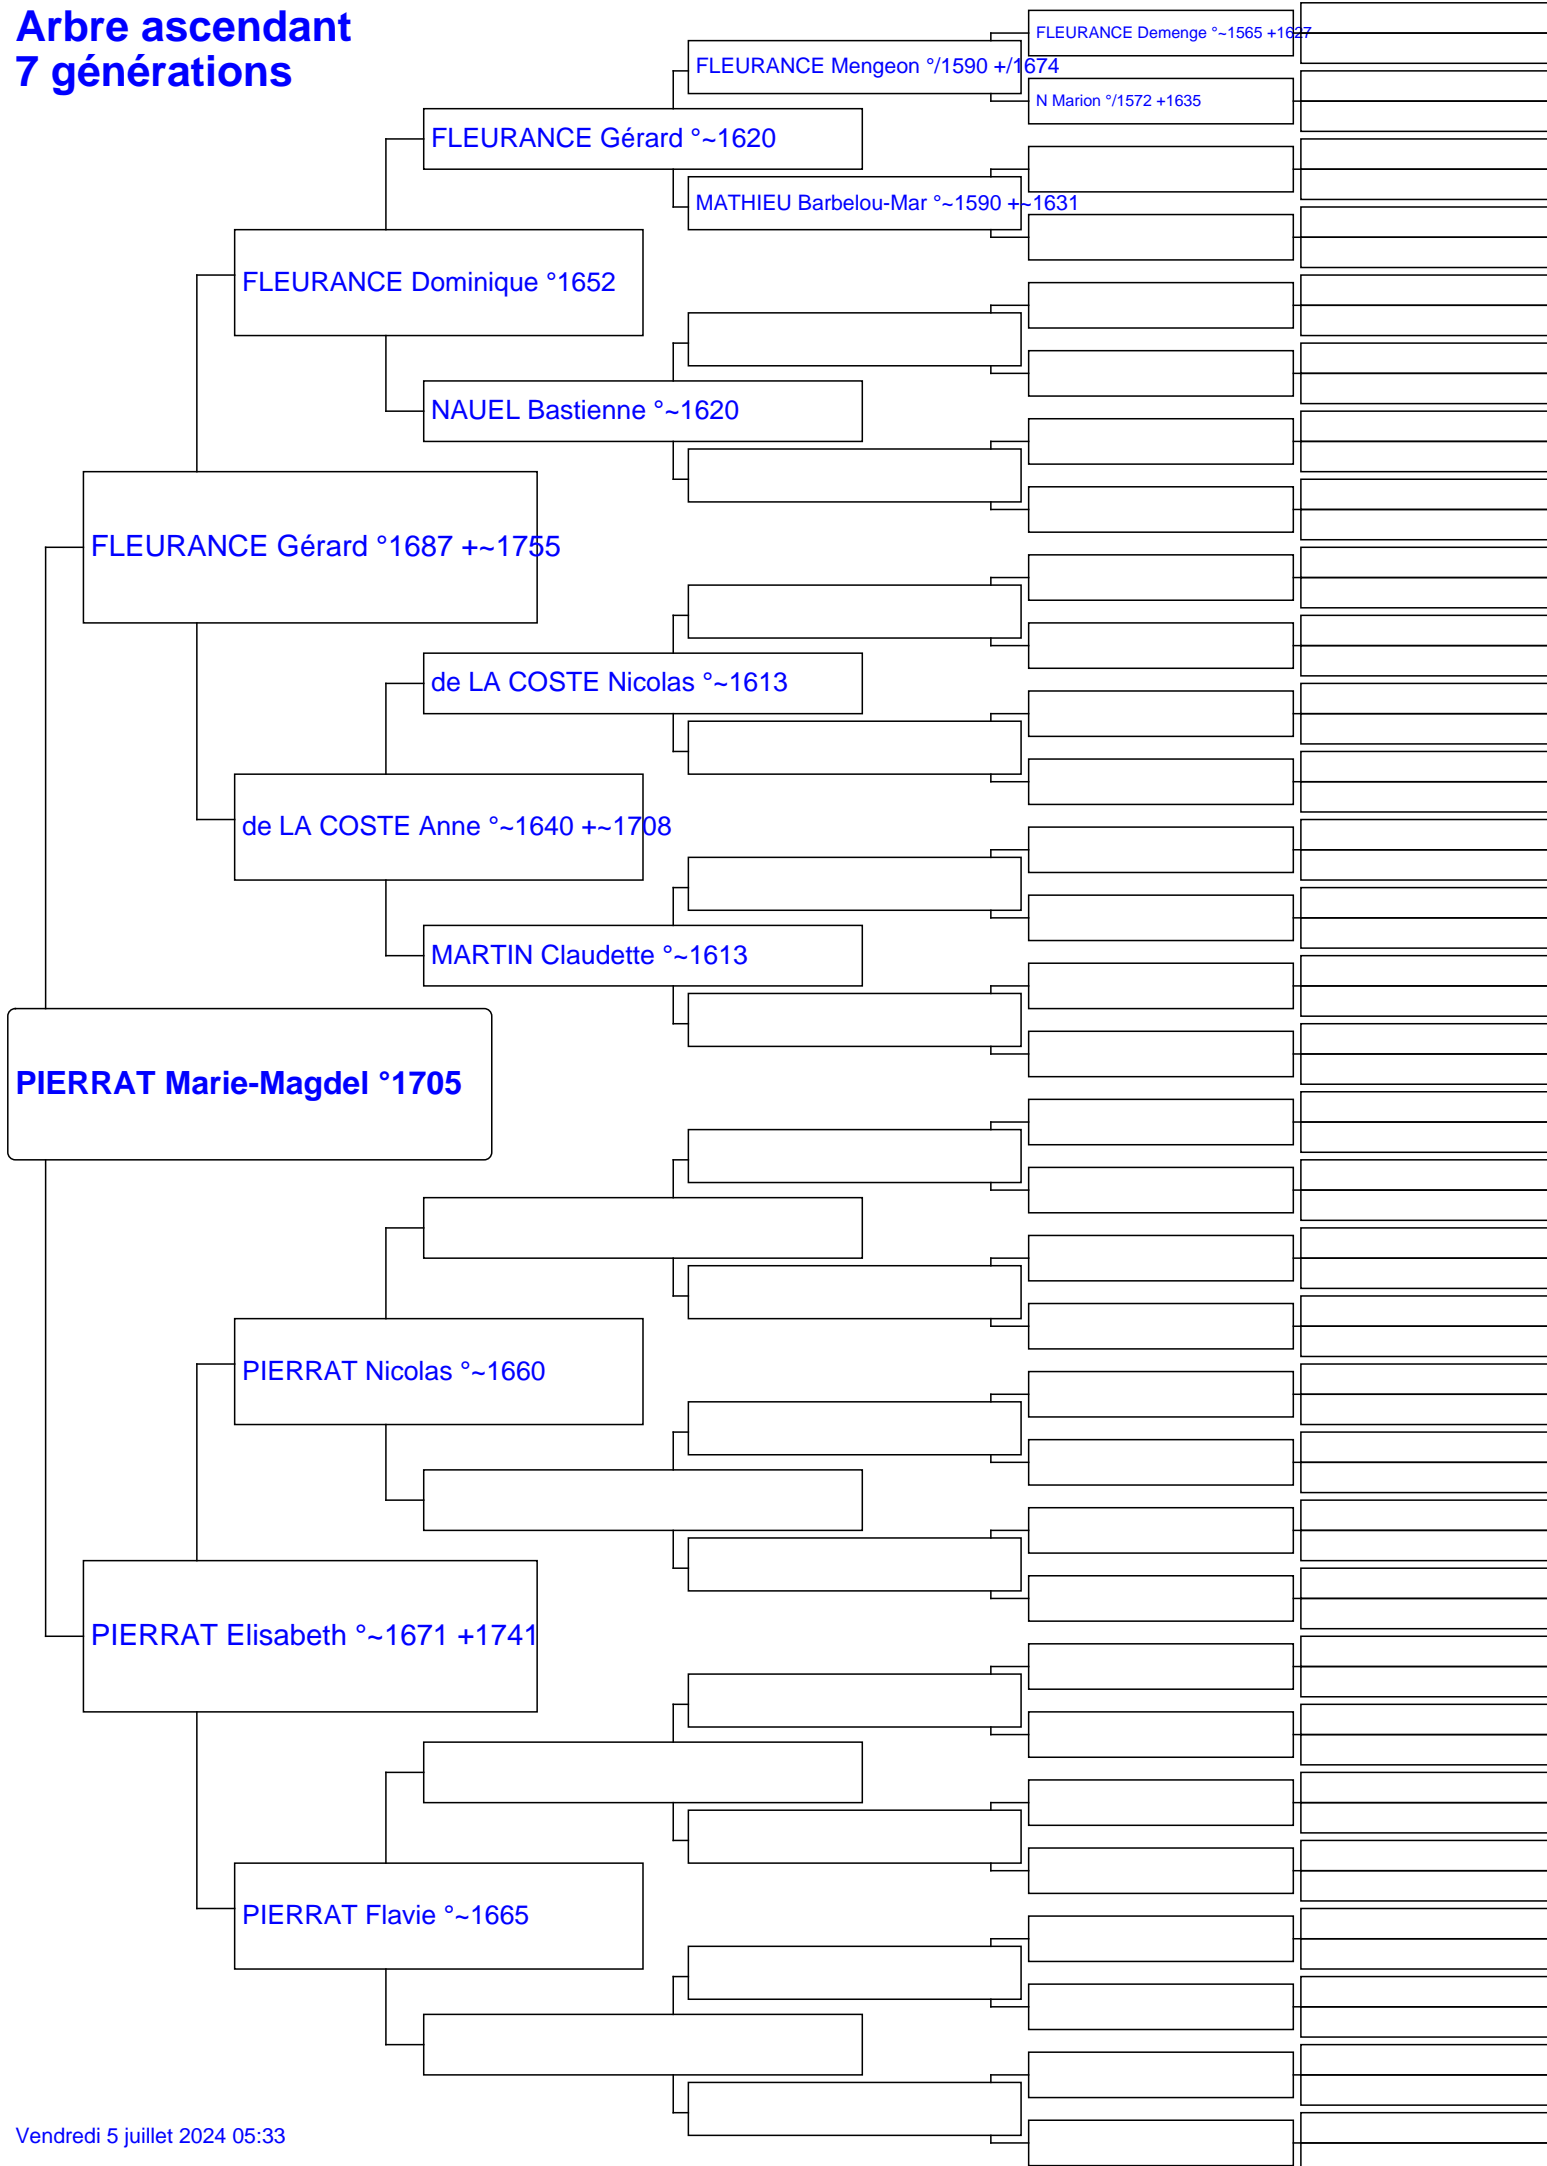 Arbre ascendant
7 générations
FLEURANCE Demenge °~1565 +1627
FLEURANCE Mengeon °/1590 +/1674
N Marion °/1572 +1635
FLEURANCE Gérard °~1620
MATHIEU Barbelou-Mar °~1590 +~1631
FLEURANCE Dominique °1652
NAUEL Bastienne °~1620
FLEURANCE Gérard °1687 +~1755
de LA COSTE Nicolas °~1613
de LA COSTE Anne °~1640 +~1708
MARTIN Claudette °~1613
PIERRAT Marie-Magdel °1705
PIERRAT Nicolas °~1660
PIERRAT Elisabeth °~1671 +1741
PIERRAT Flavie °~1665
Vendredi 5 juillet 2024 05:33